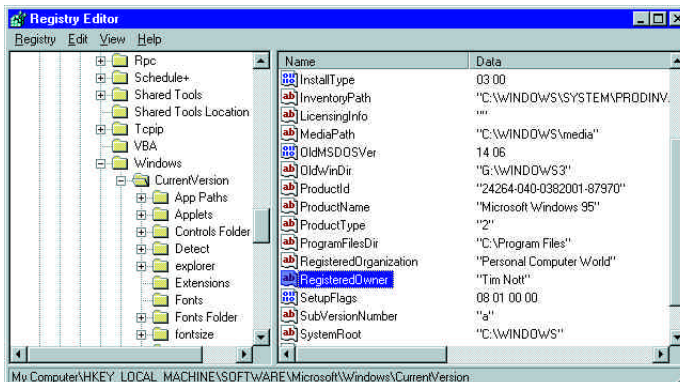 Registry Editor
Registry Edit View Help
Rpc
Schedule+
Shared Tools
Shared Tools Location
Tcpip
VBA
Windows
CurrentVersion
App Paths
Applets
Controls Folder
Detect
explorer
Extensions
Fonts
Fonts Folder
fontsize
Name Data
InstallType 03 00
InventoryPath "C:\WINDOWS\SYSTEM\PRODINV.
LicensingInfo ""
MediaPath "C:\WINDOWS\media"
OldMSDOSVer 14 06
OldWinDir "G:\WINDOWS3"
ProductId "24264-040-0382001-87970"
ProductName "Microsoft Windows 95"
ProductType "2"
ProgramFilesDir "C:\Program Files"
RegisteredOrganization "Personal Computer World"
RegisteredOwner "Tim Nott"
SetupFlags 08 01 00 00
SubVersionNumber "a"
SystemRoot "C:\WINDOWS"
My Computer\HKEY_LOCAL_MACHINE\SOFTWARE\Microsoft\Windows\CurrentVersion